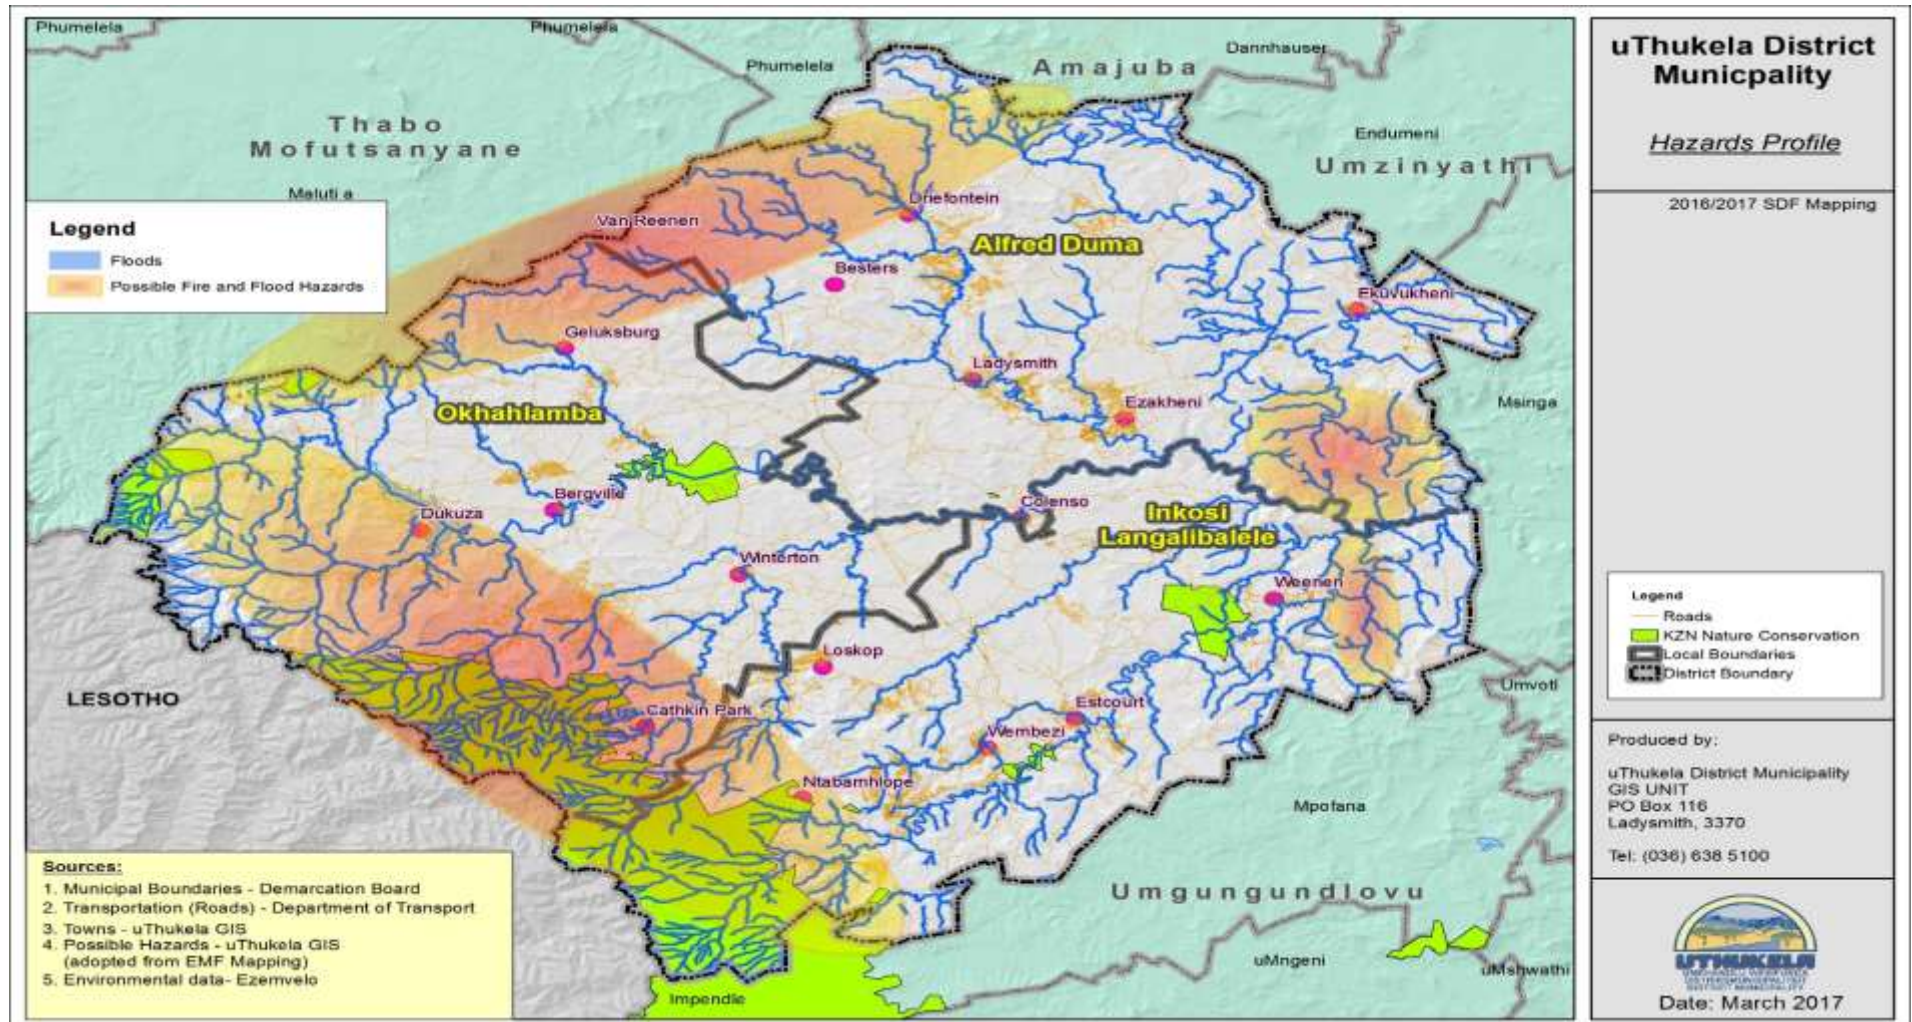 Phumelela
Phumelela
Phumelela
Amajuba
Dannhauser
Thabo
Mofutsanyane
Endumeni
Umzinyathi
Maluti a
Legend
Floods
Possible Fire and Flood Hazards
Van Reenen
Driefontein
Alfred Duma
Besters
Ekuvukheni
Geluksburg
Ladysmith
Msinga
Okhahlamba
Ezakheni
Bergville
Dukuza
Colenso
Inkosi
Langalibalele
Winterton
Weenen
Loskop
LESOTHO
Umvoti
Cathkin Park
Estcourt
Wembezi
Ntabamhlope
Mpofana
Umgungundlovu
uMngeni
uMshwathi
Impendle
Sources:
1. Municipal Boundaries - Demarcation Board
2. Transportation (Roads) - Department of Transport
3. Towns - uThukela GIS
4. Possible Hazards - uThukela GIS
(adopted from EMF Mapping)
5. Environmental data- Ezemvelo
uThukela District
Municpality
Hazards Profile
2016/2017 SDF Mapping
Legend
Roads
KZN Nature Conservation
Local Boundaries
District Boundary
Produced by:
uThukela District Municipality
GIS UNIT
PO Box 116
Ladysmith, 3370
Tel: (036) 638 5100
UTHUKELA
DISTRICT MUNICIPALITY
Date: March 2017